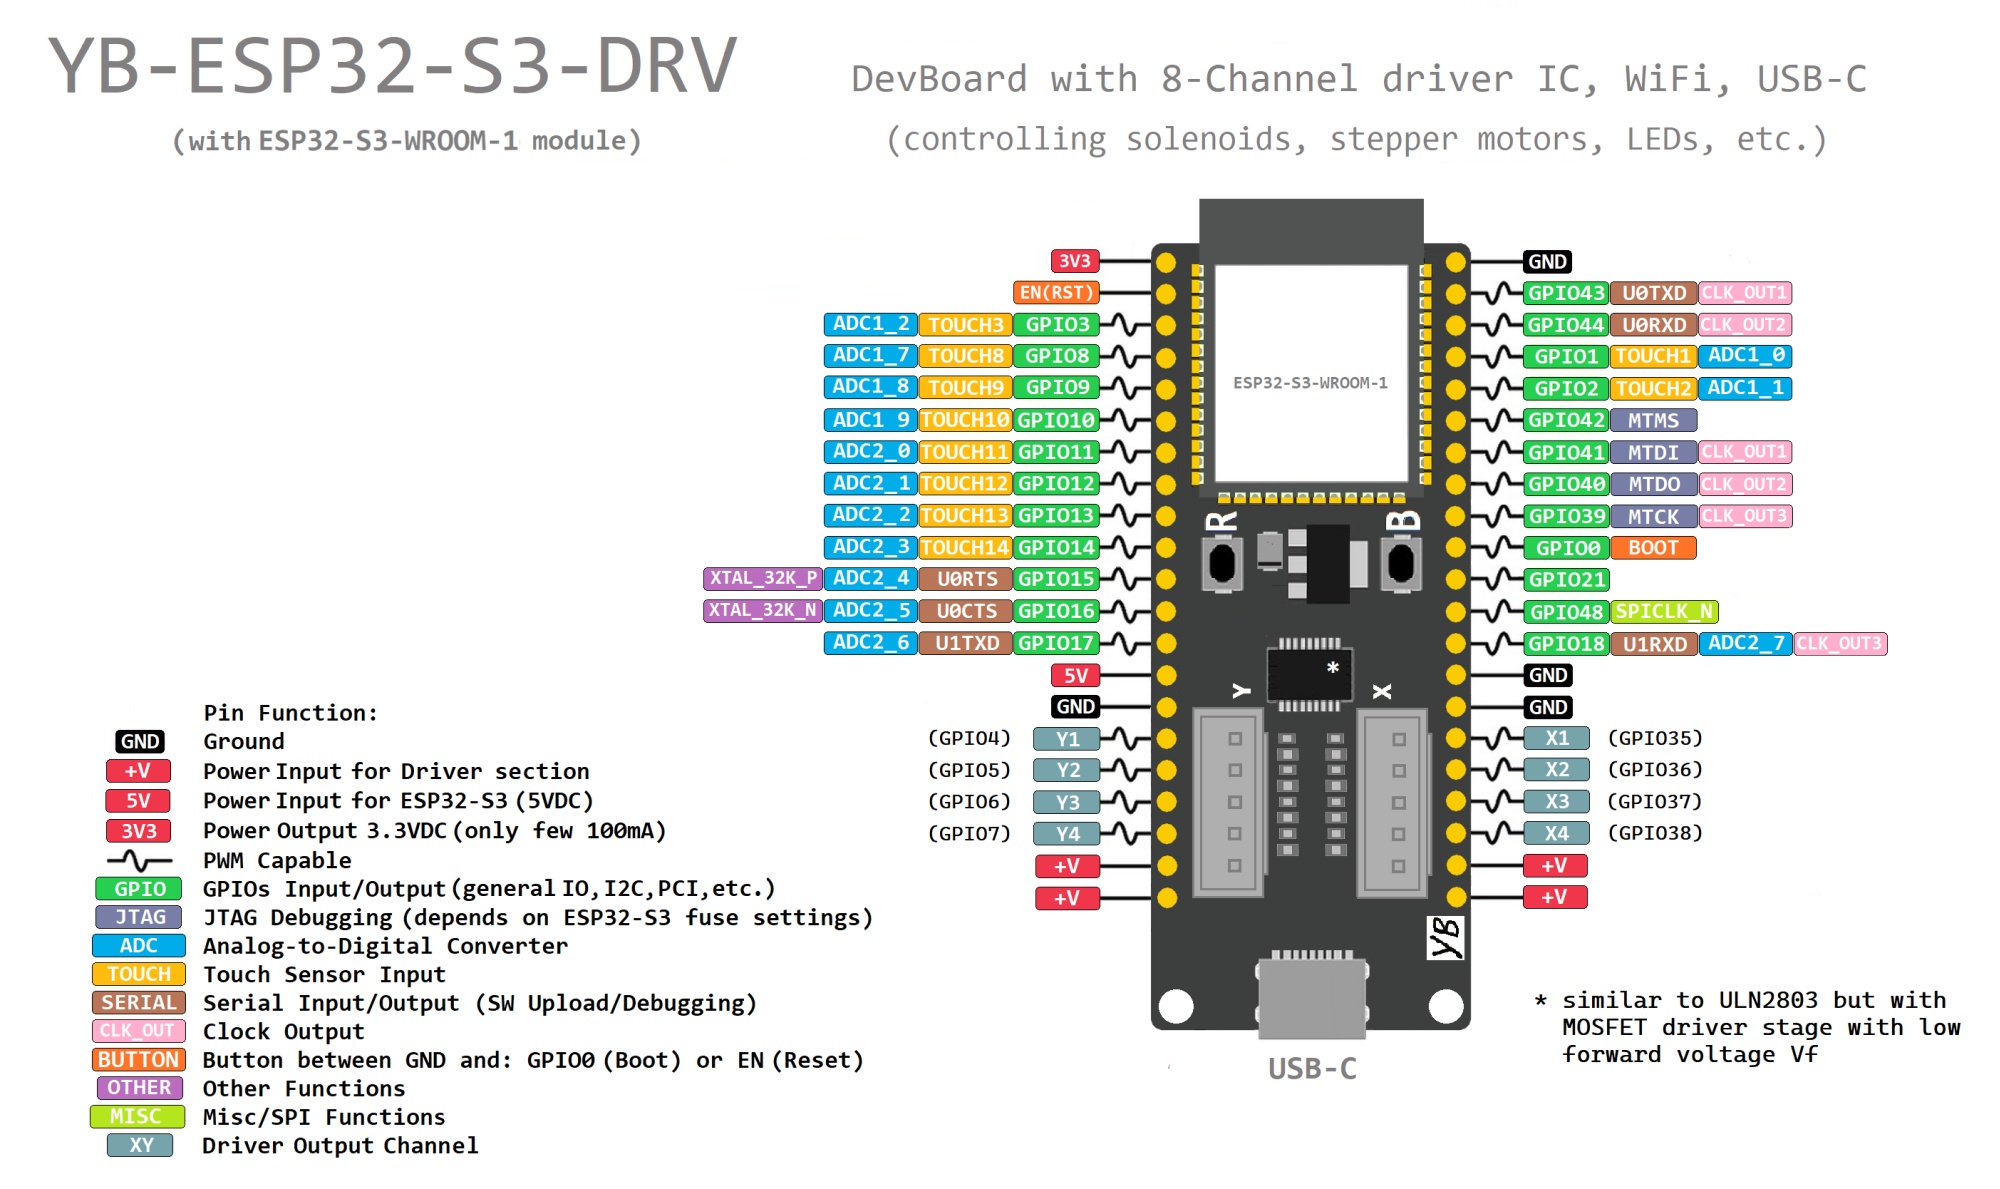 YB-ESP32-S3-DRV
(with ESP32-S3-WROOM-1 module)
DevBoard with 8-Channel driver IC, WiFi, USB-C
(controlling solenoids, stepper motors, LEDs, etc.)
3V3 GND
EN(RST) GPIO43 U0TXD CLK_OUT1
ADC1_2 TOUCH3 GPIO3 GPIO44 U0RXD CLK_OUT2
ADC1_7 TOUCH8 GPIO8 GPIO1 TOUCH1 ADC1_0
ADC1_8 TOUCH9 GPIO9 ESP32-S3-WROOM-1 GPIO2 TOUCH2 ADC1_1
ADC1 9 TOUCH10 GPIO10 GPIO42 MTMS
ADC2_0 TOUCH11 GPIO11 GPIO41 MTDI CLK_OUT1
ADC2_1 TOUCH12 GPIO12 GPIO40 MTDO CLK_OUT2
ADC2_2 TOUCH13 GPIO13 R B GPIO39 MTCK CLK_OUT3
ADC2_3 TOUCH14 GPIO14 GPIO0 BOOT
XTAL_32K_P ADC2_4 U0RTS GPIO15 GPIO21
XTAL_32K_N ADC2_5 U0CTS GPIO16 GPIO48 SPICLK_N
ADC2_6 U1TXD GPIO17 GPIO18 U1RXD ADC2_7 CLK_OUT3
5V * GND
GND Y X GND
(GPIO4) Y1 X1 (GPIO35)
(GPIO5) Y2 X2 (GPIO36)
(GPIO6) Y3 X3 (GPIO37)
(GPIO7) Y4 X4 (GPIO38)
+V +V
+V +V
YB
USB-C
Pin Function:
GND Ground
+V Power Input for Driver section
5V Power Input for ESP32-S3 (5VDC)
3V3 Power Output 3.3VDC (only few 100mA)
PWM Capable
GPIO GPIOs Input/Output (general IO, I2C, PCI, etc.)
JTAG JTAG Debugging (depends on ESP32-S3 fuse settings)
ADC Analog-to-Digital Converter
TOUCH Touch Sensor Input
SERIAL Serial Input/Output (SW Upload/Debugging)
CLK_OUT Clock Output
BUTTON Button between GND and: GPIO0 (Boot) or EN (Reset)
OTHER Other Functions
MISC Misc/SPI Functions
XY Driver Output Channel
* similar to ULN2803 but with
MOSFET driver stage with low
forward voltage Vf